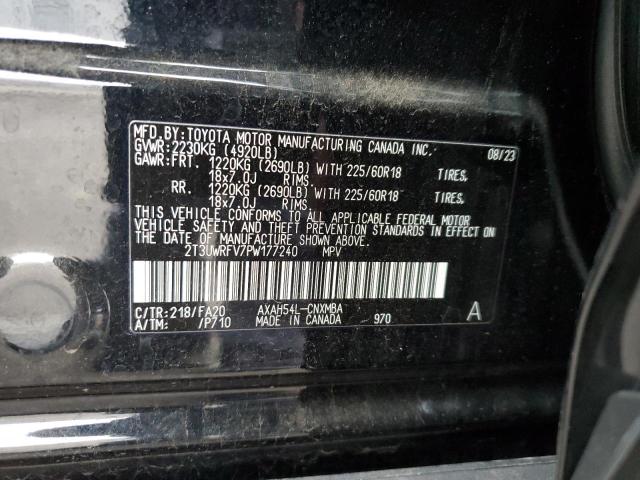 MFD.BY:TOYOTA MOTOR MANUFACTURING CANADA INC. 08/23
GVWR:2230KG (4920LB)
GAWR:FRT. 1220KG (2690LB) WITH 225/60R18 TIRES,
18x7.0J RIMS
RR. 1220KG (2690LB) WITH 225/60R18 TIRES,
18x7.0J RIMS
THIS VEHICLE CONFORMS TO ALL APPLICABLE FEDERAL MOTOR
VEHICLE SAFETY, BUMPER, AND THEFT PREVENTION
STANDARDS IN EFFECT ON THE DATE OF
MANUFACTURE SHOWN ABOVE.
2T3UWRFV7PW177240 MPV
C/TR:218/FA20 AXAH54L-CNXMBA A
A/TM: /P710 MADE IN CANADA 970